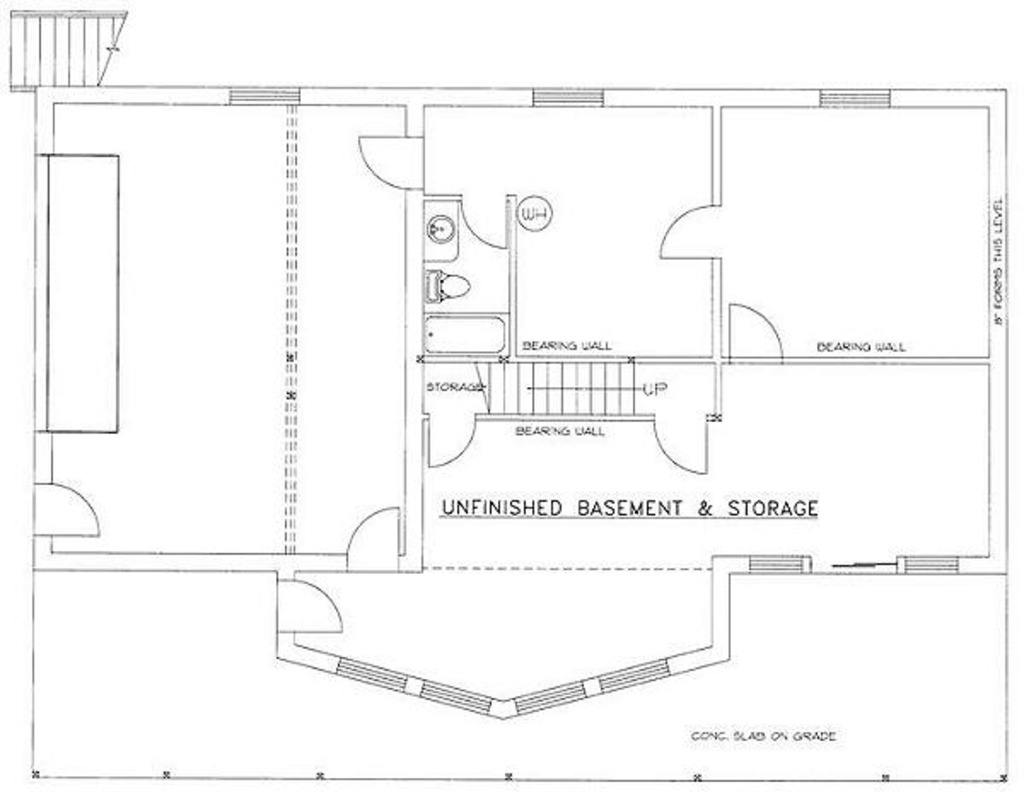 WH
8" FORMS THIS LEVEL
BEARING WALL
BEARING WALL
STORAGE
UP
BEARING WALL
UNFINISHED BASEMENT & STORAGE
CONC. SLAB ON GRADE